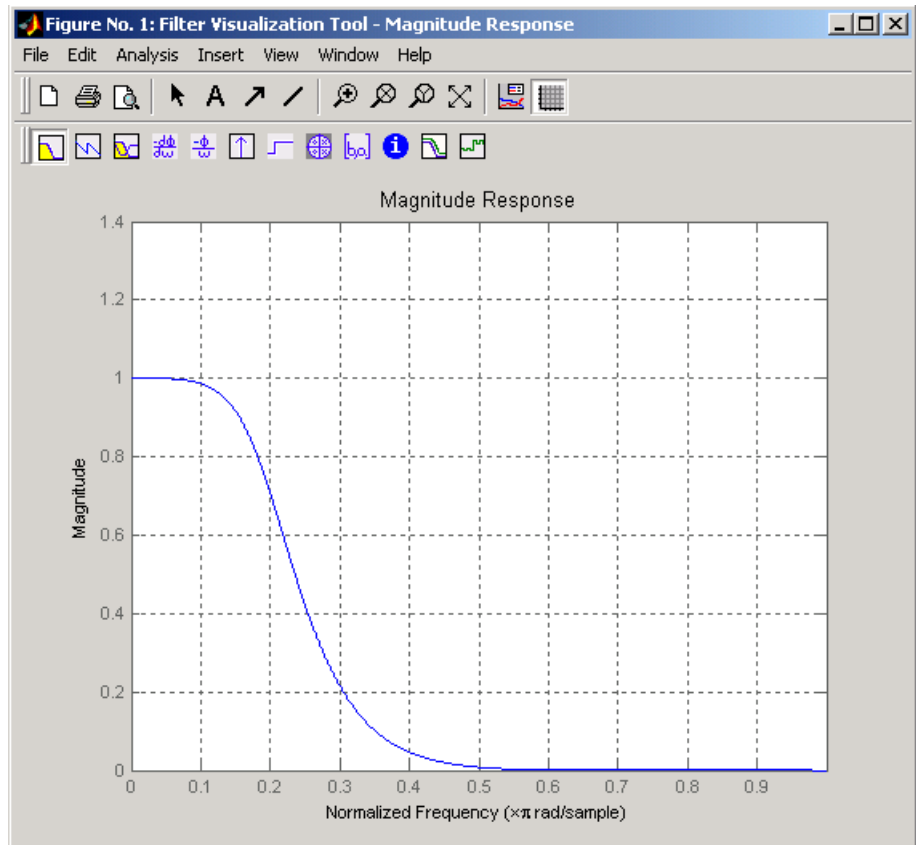 Figure No. 1: Filter Visualization Tool - Magnitude Response
File Edit Analysis Insert View Window Help
A
[b,a] i
Magnitude Response
1.4
1.2
1
0.8
0.6
0.4
0.2
0
Magnitude
0 0.1 0.2 0.3 0.4 0.5 0.6 0.7 0.8 0.9
Normalized Frequency (×π rad/sample)